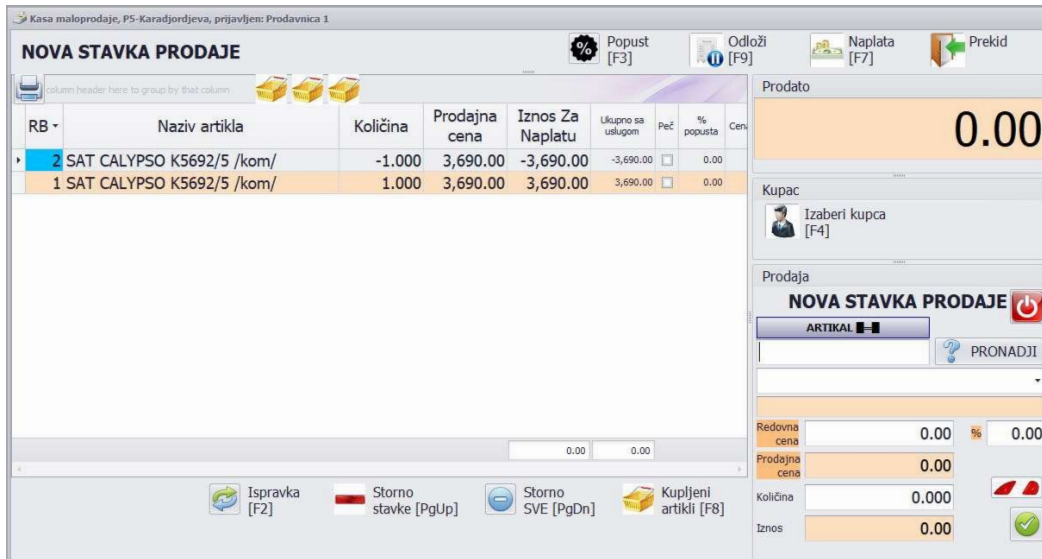 Kasa maloprodaje, P5-Karadjordjeva, prijavljen: Prodavnica 1
NOVA STAVKA PRODAJE
Popust
[F3]
Odloži
[F9]
Naplata
[F7]
Prekid
column header here to group by that column
RB Naziv artikla Količina Prodajna cena Iznos Za Naplatu Ukupno sa uslugom Peč % popusta Cena
2 SAT CALYPSO K5692/5 /kom/ -1.000 3,690.00 -3,690.00 -3,690.00 0.00
1 SAT CALYPSO K5692/5 /kom/ 1.000 3,690.00 3,690.00 3,690.00 0.00
0.00 0.00
Ispravka
[F2]
Storno
stavke [PgUp]
Storno
SVE [PgDn]
Kupljeni
artikli [F8]
Prodato
0.00
Kupac
Izaberi kupca
[F4]
Prodaja
NOVA STAVKA PRODAJE
ARTIKAL
PRONADJI
Redovna cena 0.00 % 0.00
Prodajna cena 0.00
Količina 0.000
Iznos 0.00